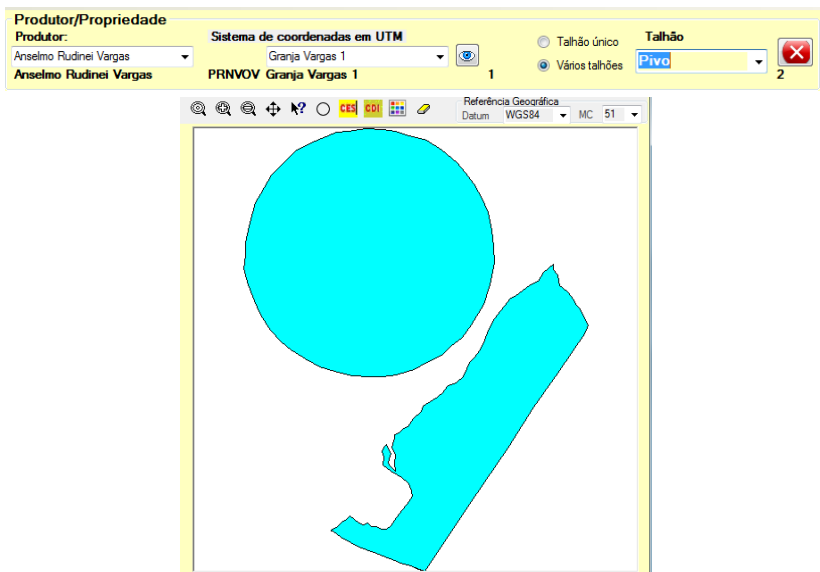 Produtor/Propriedade
Produtor: Sistema de coordenadas em UTM Talhão único Talhão
Anselmo Rudinei Vargas Granja Vargas 1 Vários talhões Pivo
Anselmo Rudinei Vargas PRNVOV Granja Vargas 1 1 2
CES CDI Referência Geográfica
Datum WGS84 MC 51